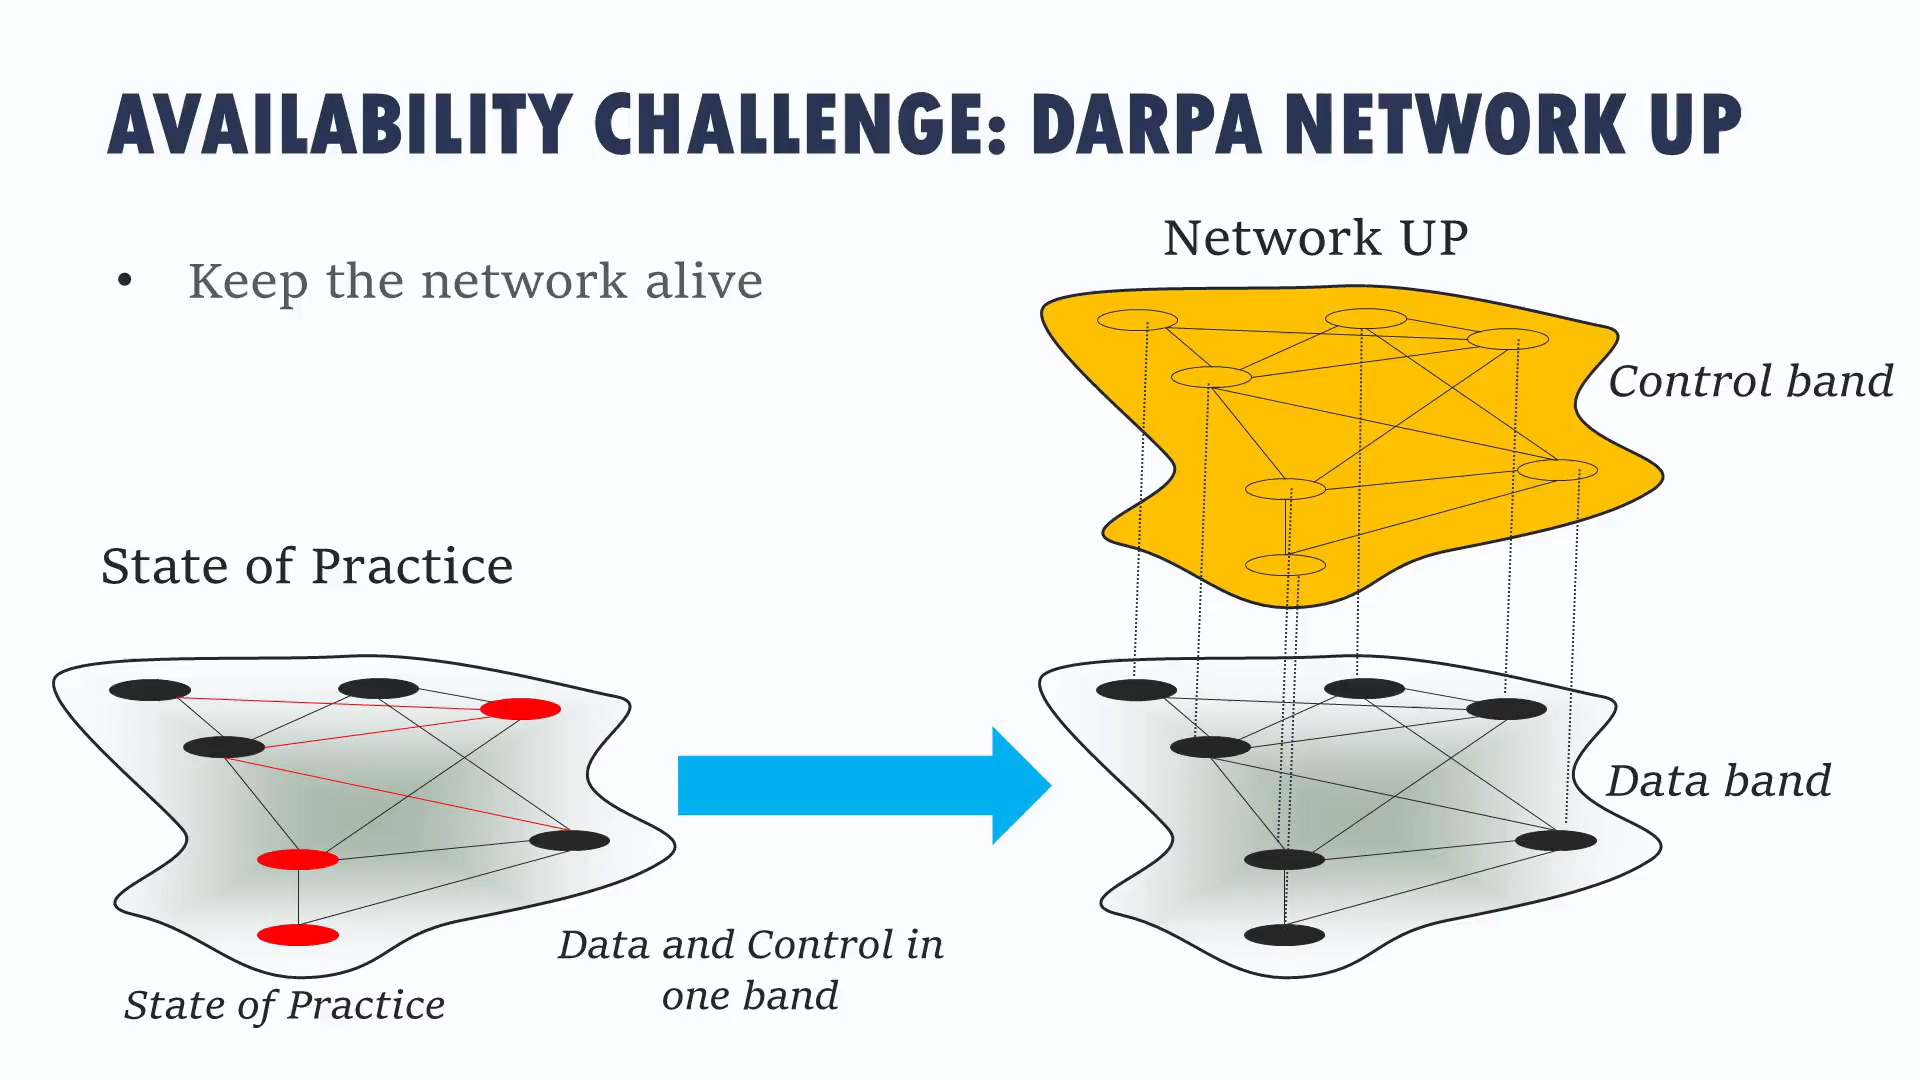 AVAILABILITY CHALLENGE: DARPA NETWORK UP
• Keep the network alive
Network UP
Control band
State of Practice
Data band
Data and Control in
one band
State of Practice